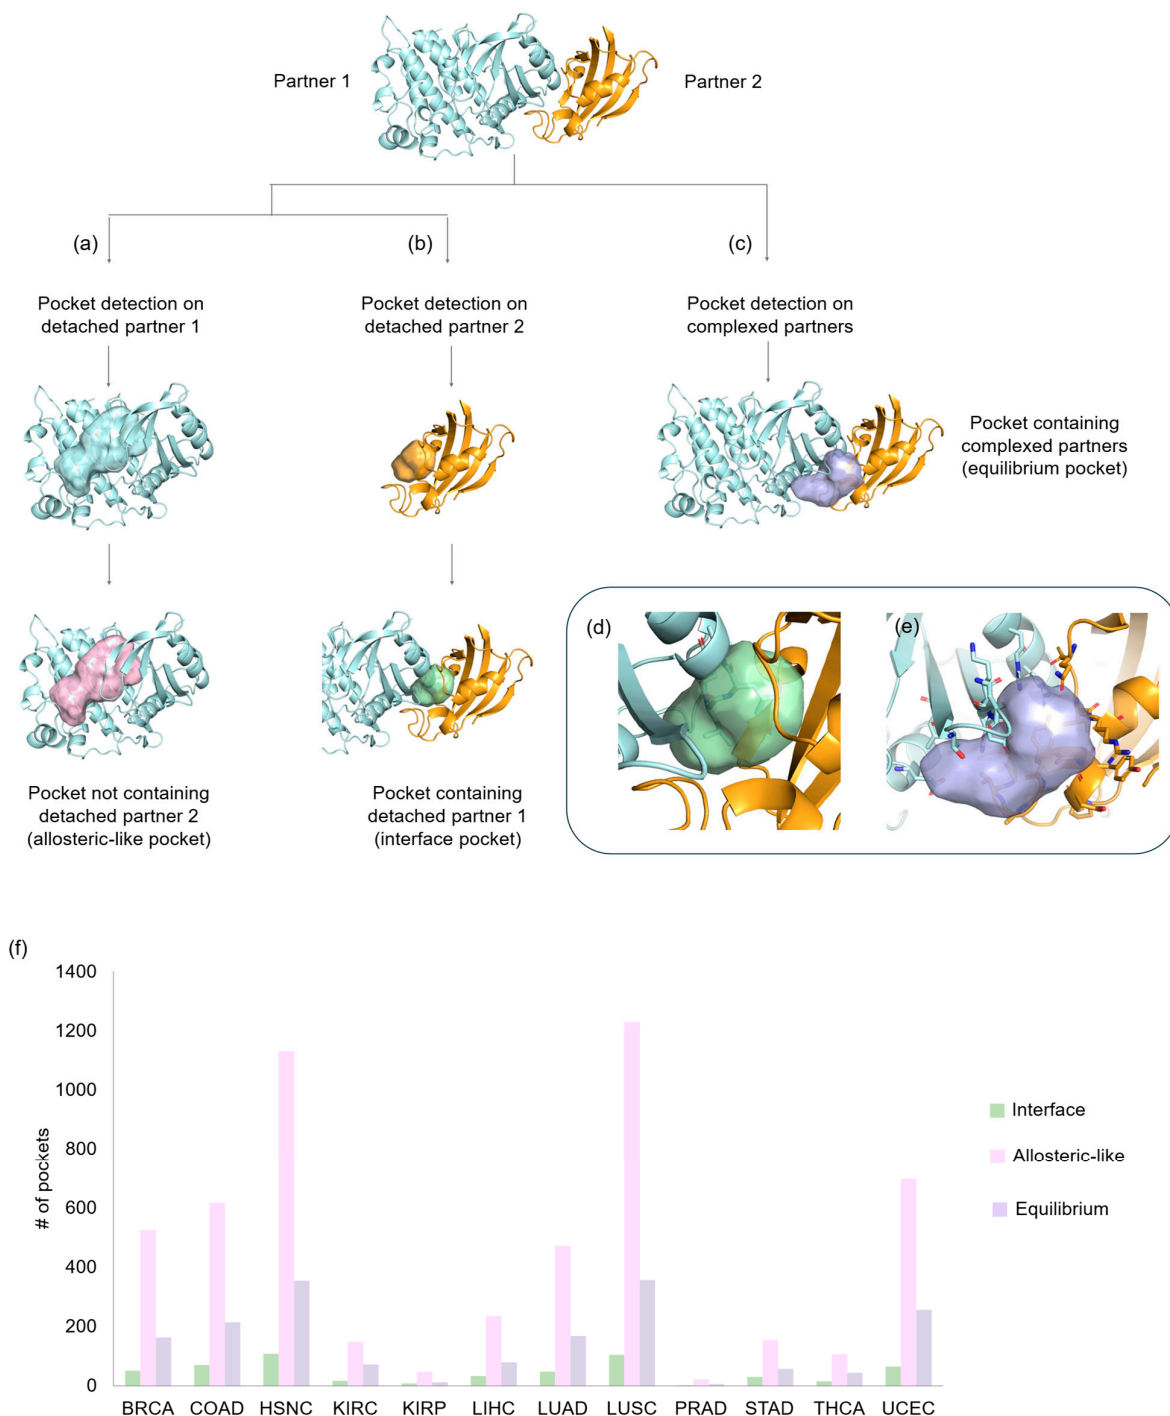 Partner 1
Partner 2
(a)
(b)
(c)
Pocket detection on
detached partner 1
Pocket detection on
detached partner 2
Pocket detection on
complexed partners
Pocket containing
complexed partners
(equilibrium pocket)
(d)
(e)
Pocket not containing
detached partner 2
(allosteric-like pocket)
Pocket containing
detached partner 1
(interface pocket)
(f)
# of pockets
1400
1200
1000
800
600
400
200
0
BRCA COAD HSNC KIRC KIRP LIHC LUAD LUSC PRAD STAD THCA UCEC
Interface
Allosteric-like
Equilibrium